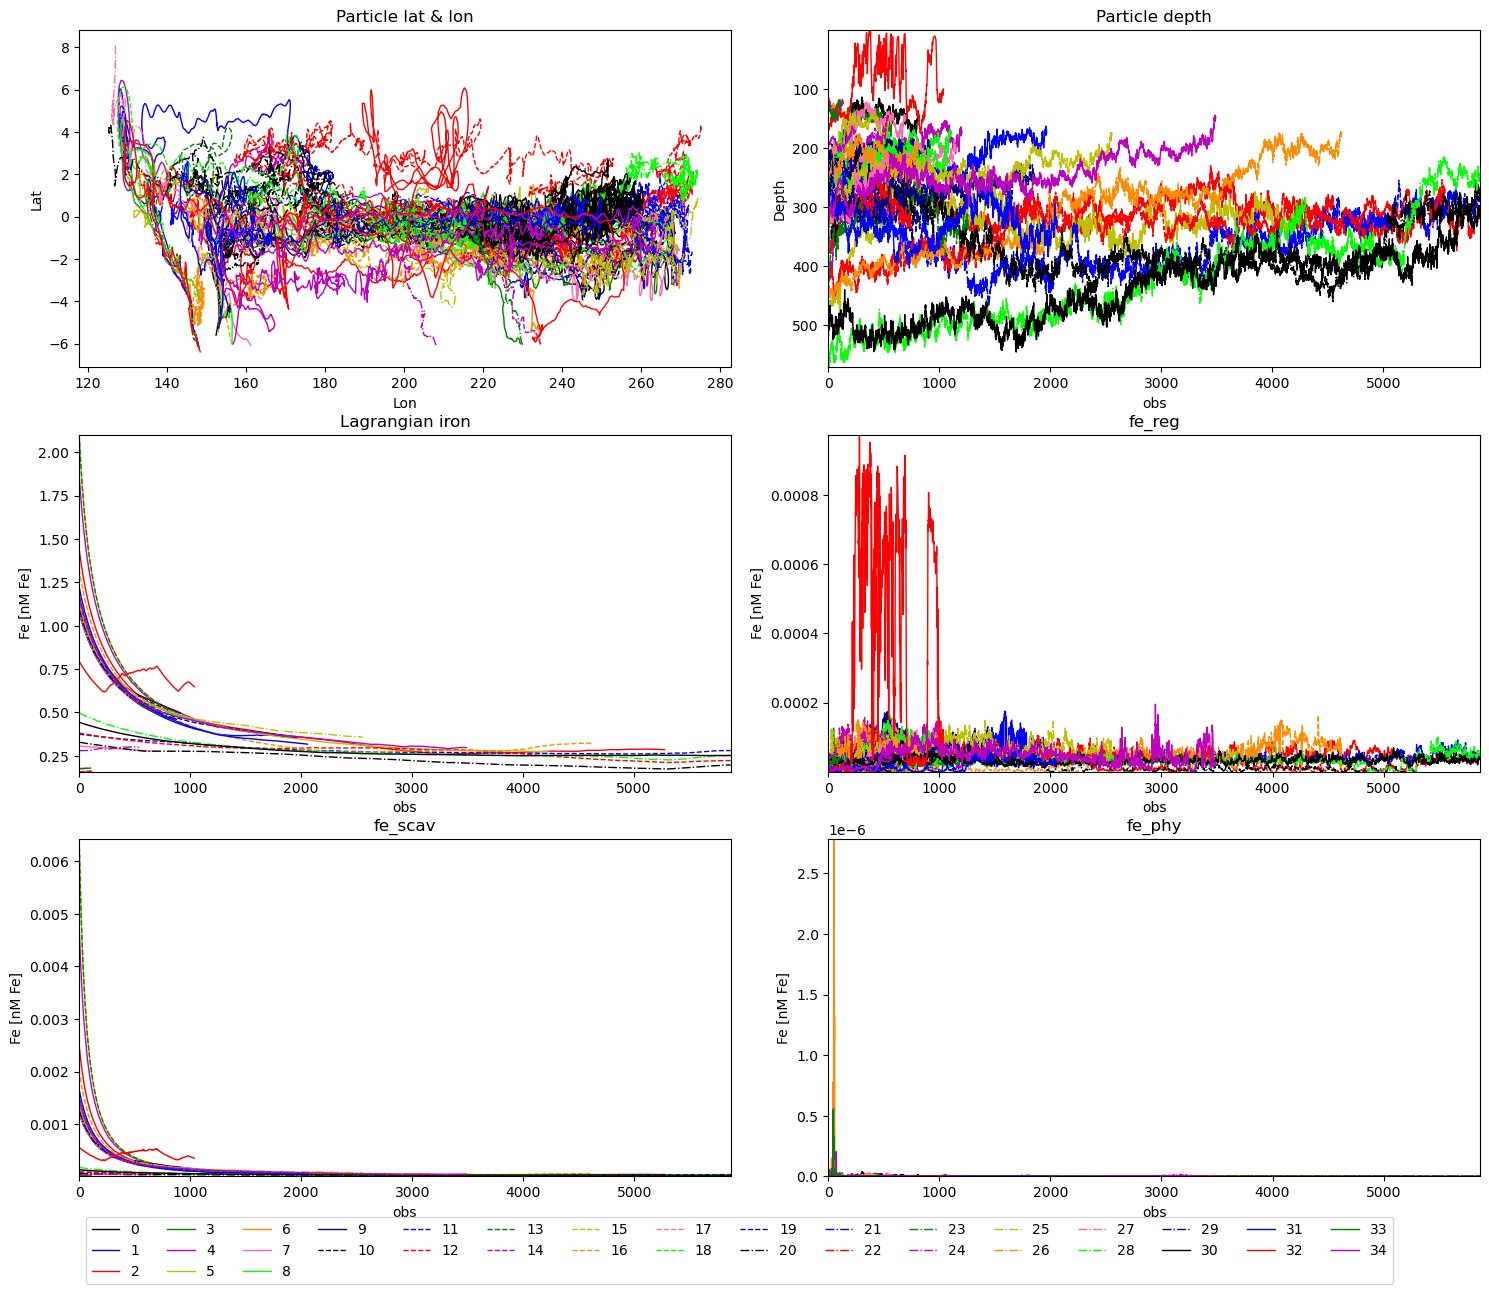 Particle lat & lon
Particle depth
8
6
4
2
0
−2
−4
−6
Lat
120 140 160 180 200 220 240 260 280
Lon
100
200
300
400
500
Depth
0 1000 2000 3000 4000 5000
obs
Lagrangian iron
fe_reg
2.00
1.75
1.50
1.25
1.00
0.75
0.50
0.25
Fe [nM Fe]
0 1000 2000 3000 4000 5000
obs
0.0008
0.0006
0.0004
0.0002
Fe [nM Fe]
0 1000 2000 3000 4000 5000
obs
fe_scav
fe_phy
0.006
0.005
0.004
0.003
0.002
0.001
Fe [nM Fe]
0 1000 2000 3000 4000 5000
obs
1e−6
2.5
2.0
1.5
1.0
0.5
0.0
Fe [nM Fe]
0 1000 2000 3000 4000 5000
obs
0 3 6 9 11 13 15 17 19 21 23 25 27 29 31 33
1 4 7 10 12 14 16 18 20 22 24 26 28 30 32 34
2 5 8